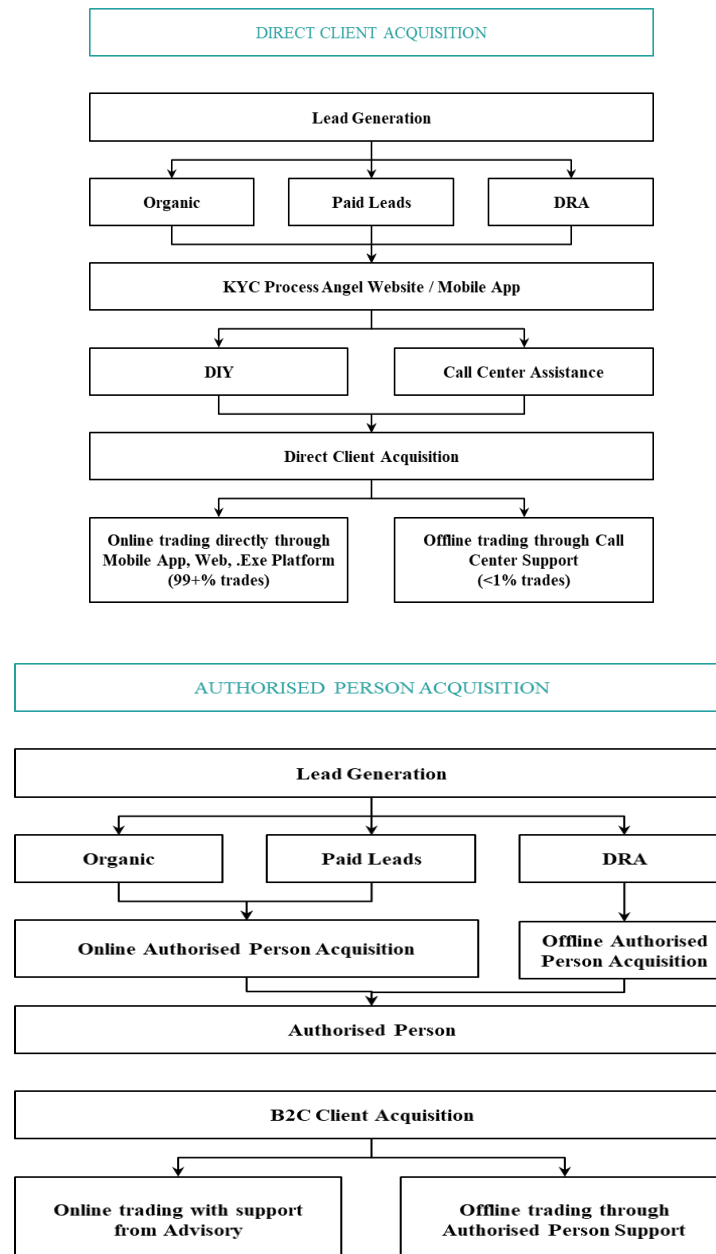 DIRECT CLIENT ACQUISITION
Lead Generation
Organic
Paid Leads
DRA
KYC Process Angel Website / Mobile App
DIY
Call Center Assistance
Direct Client Acquisition
Online trading directly through
Mobile App, Web, .Exe Platform
(99+% trades)
Offline trading through Call
Center Support
(<1% trades)
AUTHORISED PERSON ACQUISITION
Lead Generation
Organic
Paid Leads
DRA
Online Authorised Person Acquisition
Offline Authorised
Person Acquisition
Authorised Person
B2C Client Acquisition
Online trading with support
from Advisory
Offline trading through
Authorised Person Support